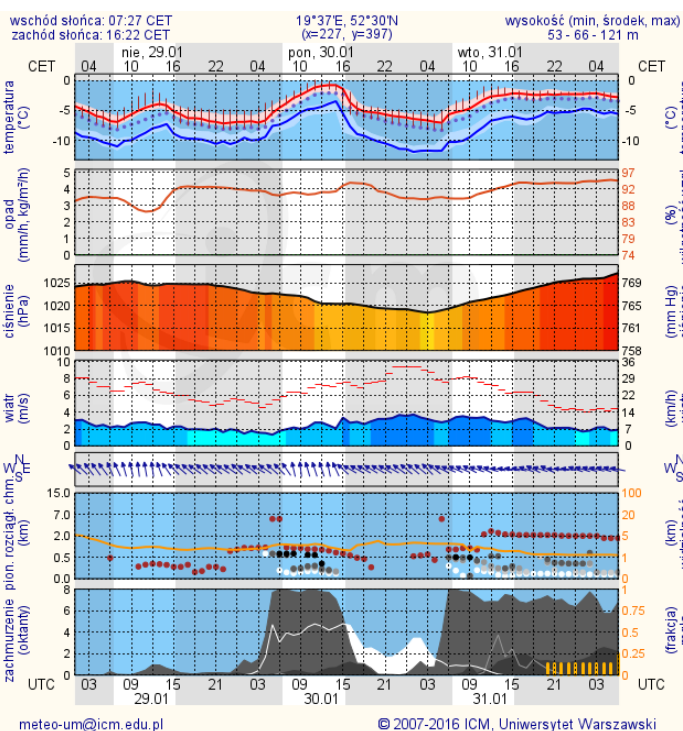 wschód słońca: 07:27 CET 19°37'E, 52°30'N wysokość (min, środek, max)
zachód słońca: 16:22 CET (x=227, y=397) 53 - 66 - 121 m
nie, 29.01 pon, 30.01 wto, 31.01
CET 04 10 16 22 04 10 16 22 04 10 16 22 04 CET
temperatura
(°C)
0 0
-5 -5
-10 -10
(°C)
opad
(mm/h, kg/m²/h)
5 97
4 92
3 88
2 83
1 79
0 74
(%)
ciśnienie
(hPa)
1025 769
1020 765
1015 761
1010 758
(mm Hg)
wiatr
(m/s)
10 36
8 29
6 22
4 14
2 7
0 0
(km/h)
N N
W E W
S S
pion. rozciągł. chm.
(km)
15.0 100
7.0 20
2.0 5
0.5 1
0.0 0
(km)
zachmurzenie
(oktanty)
8 1
6 0.75
4 0.5
2 0.25
0 0
(frakcja)
UTC 03 09 15 21 03 09 15 21 03 09 15 21 03 UTC
29.01 30.01 31.01
meteo-um@icm.edu.pl © 2007-2016 ICM, Uniwersytet Warszawski